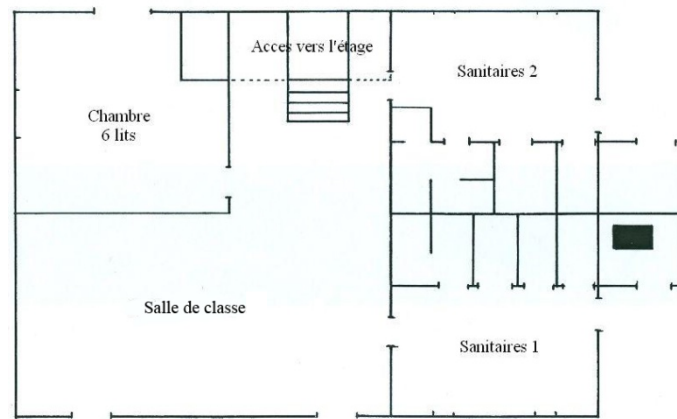 Acces vers l'étage
Sanitaires 2
Chambre
6 lits
Salle de classe
Sanitaires 1